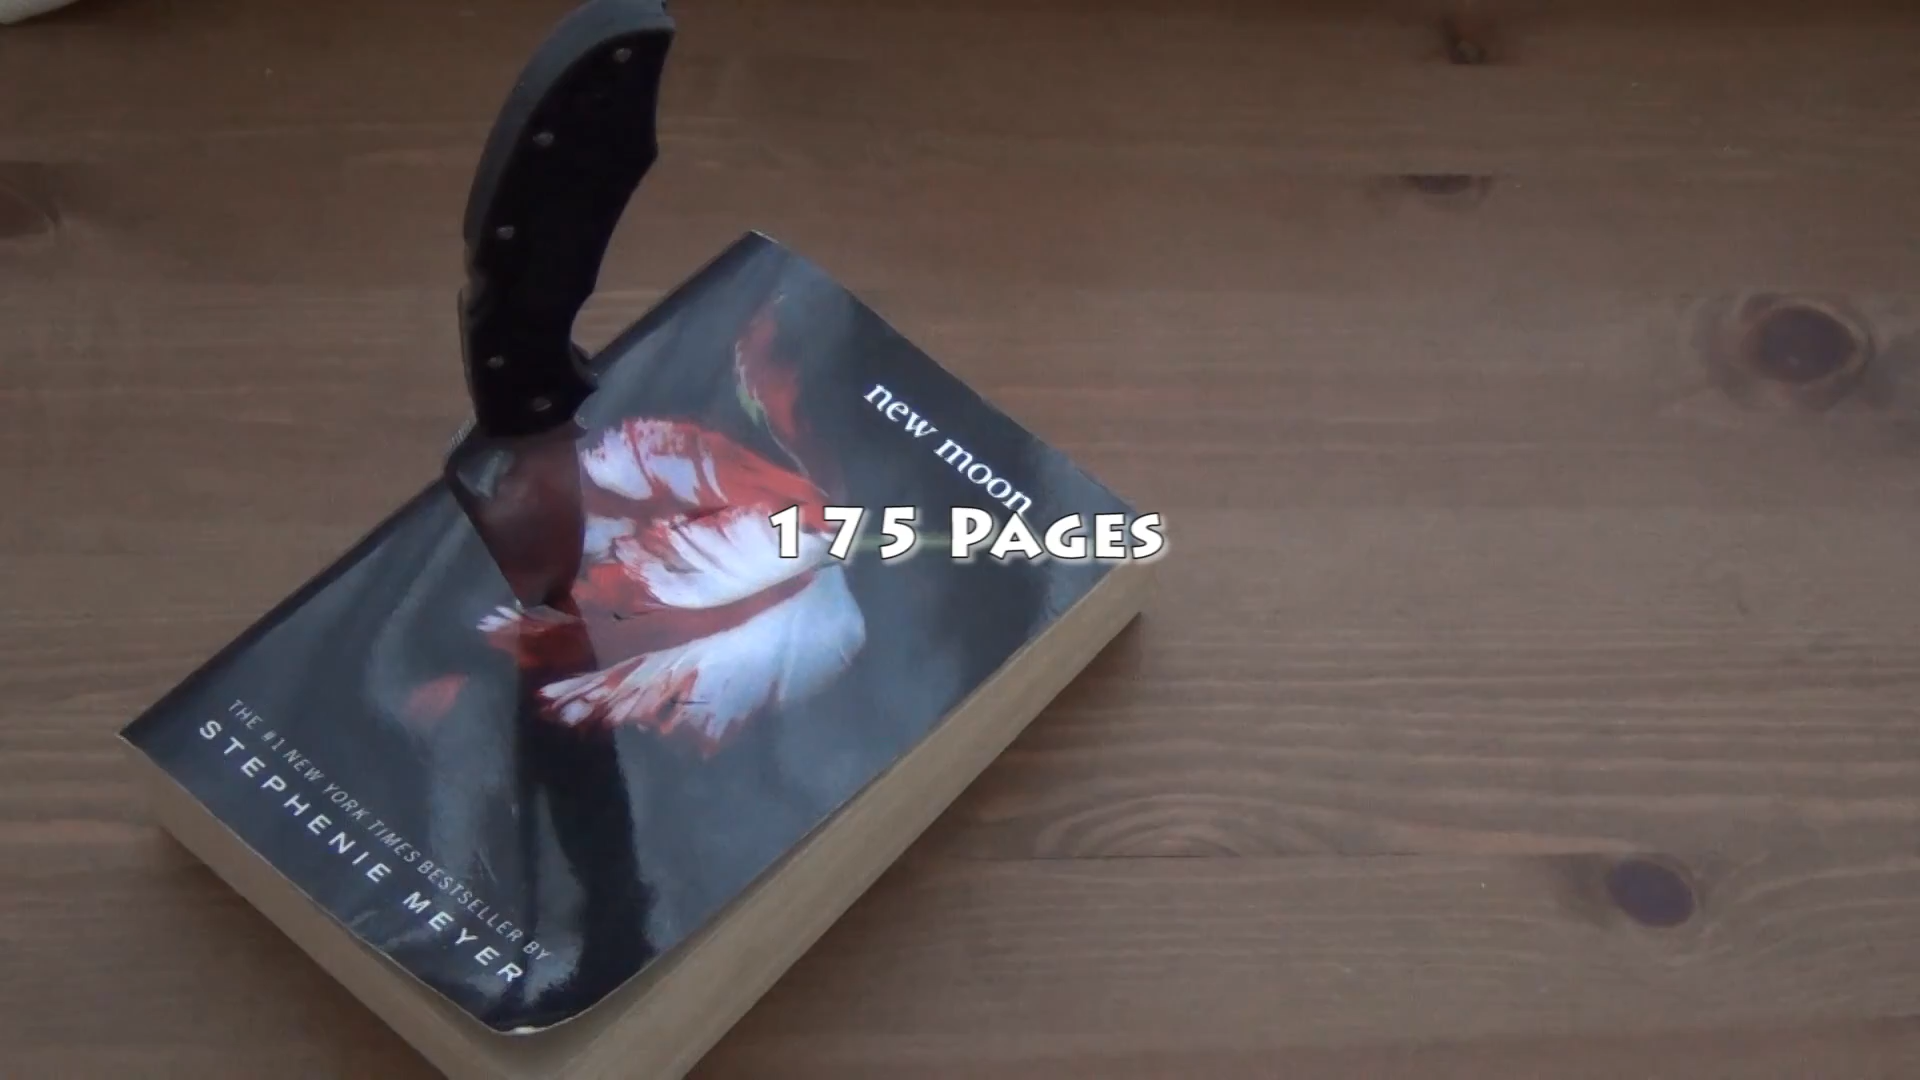 new moon
175 Pages
THE #1 NEW YORK TIMES BESTSELLER BY
STEPHENIE MEYER